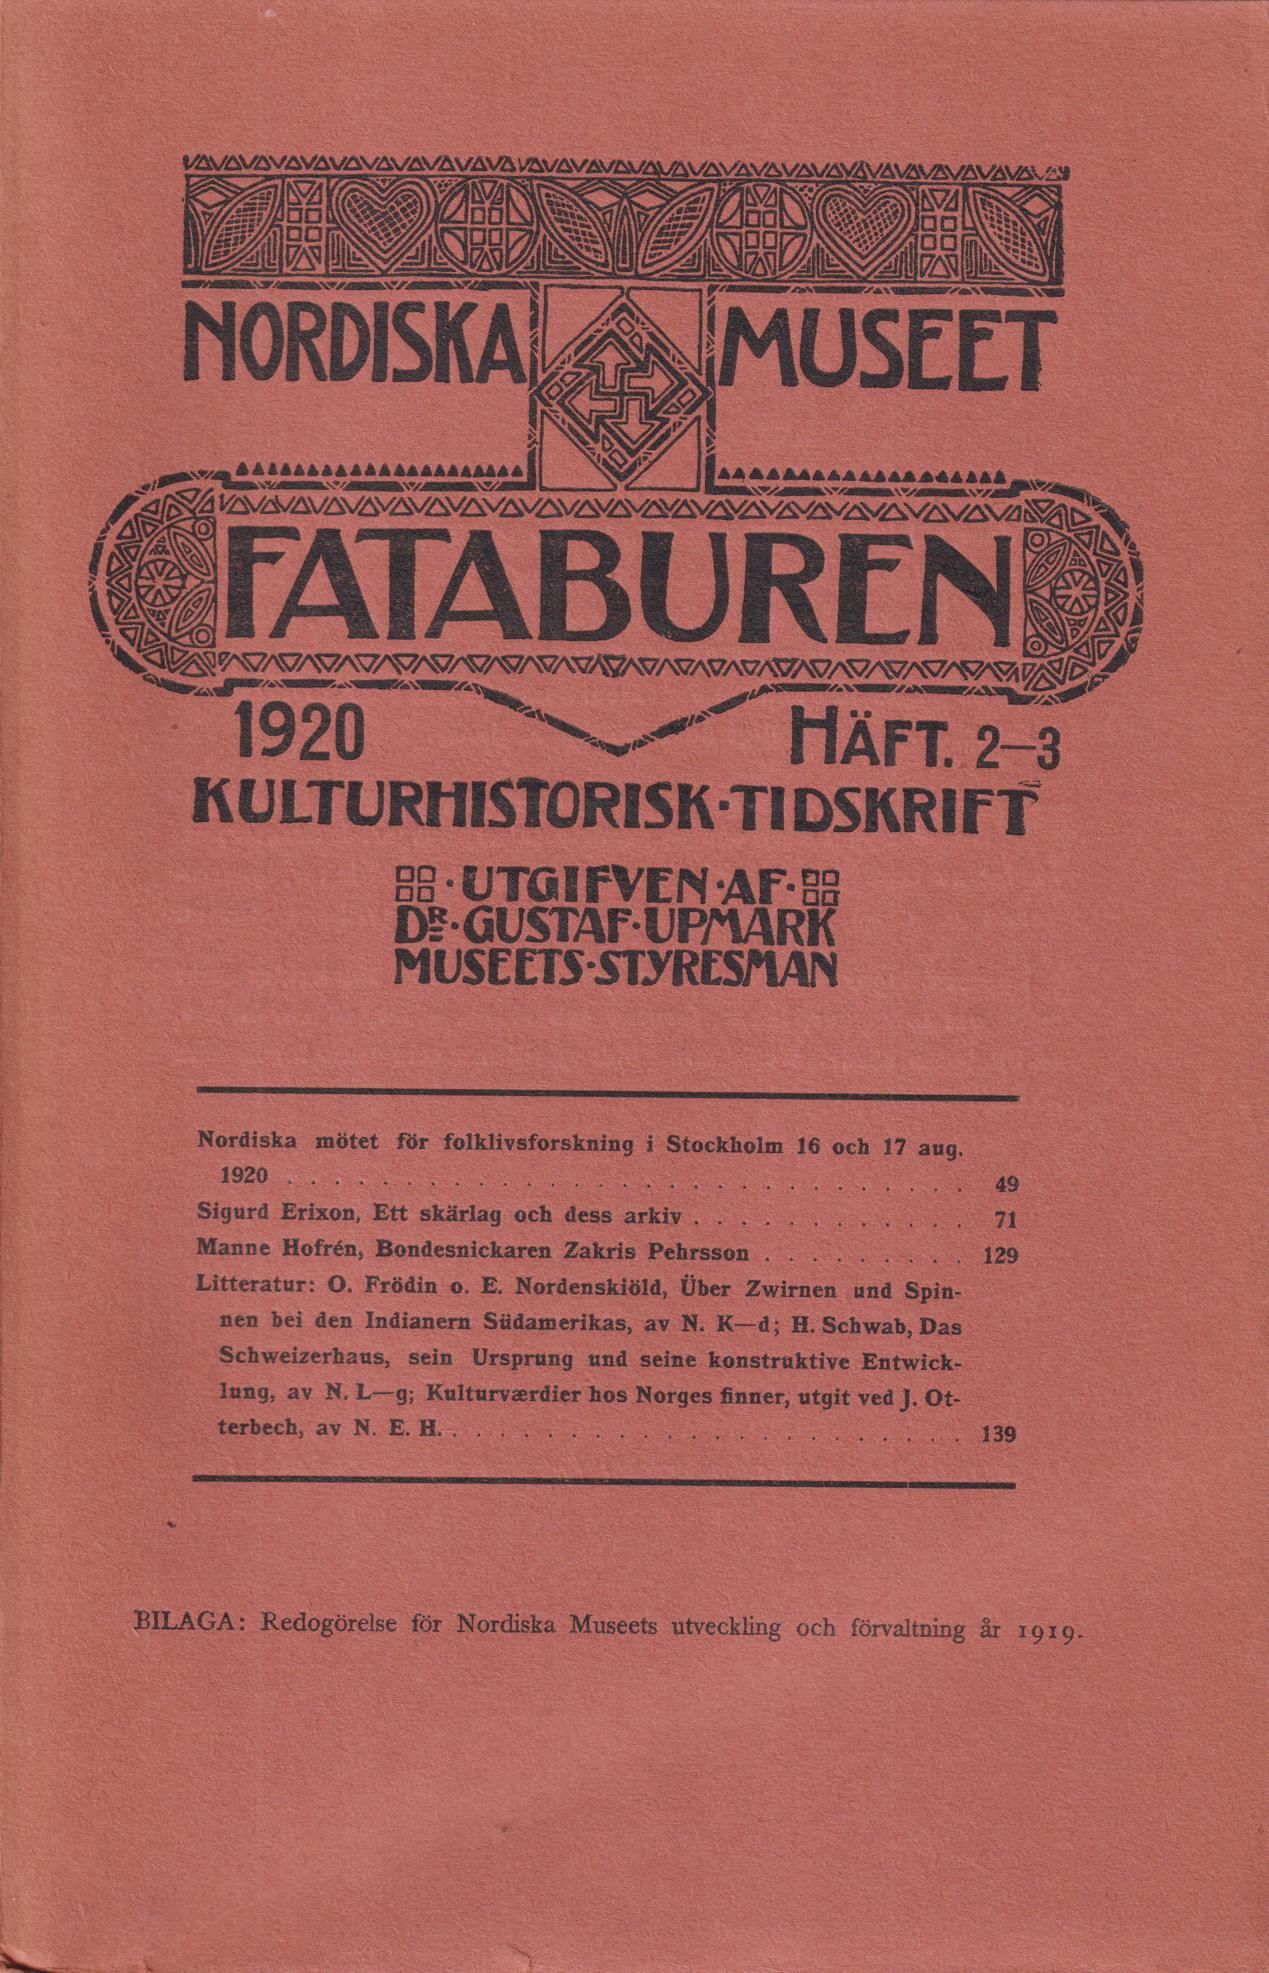 NORDISKA MUSEET
FATABUREN
1920 HÄFT. 2—3
KULTURHISTORISK·TIDSKRIFT
·UTGIFVEN·AF·
DR·GUSTAF·UPMARK
MUSEETS·STYRESMAN
Nordiska mötet för folklivsforskning i Stockholm 16 och 17 aug.
1920 . . . . . . . . . . . . . . . . . . . . . . . . . . . . 49
Sigurd Erixon, Ett skärlag och dess arkiv . . . . . . . . . . . 71
Manne Hofrén, Bondesnickaren Zakris Pehrsson . . . . . . . . . 129
Litteratur: O. Frödin o. E. Nordenskiöld, Über Zwirnen und Spin-
nen bei den Indianern Südamerikas, av N. K—d; H. Schwab, Das
Schweizerhaus, sein Ursprung und seine konstruktive Entwick-
lung, av N. L—g; Kulturværdier hos Norges finner, utgit ved J. Ot-
terbech, av N. E. H. . . . . . . . . . . . . . . . . . . . . . 139
BILAGA: Redogörelse för Nordiska Museets utveckling och förvaltning år 1919.